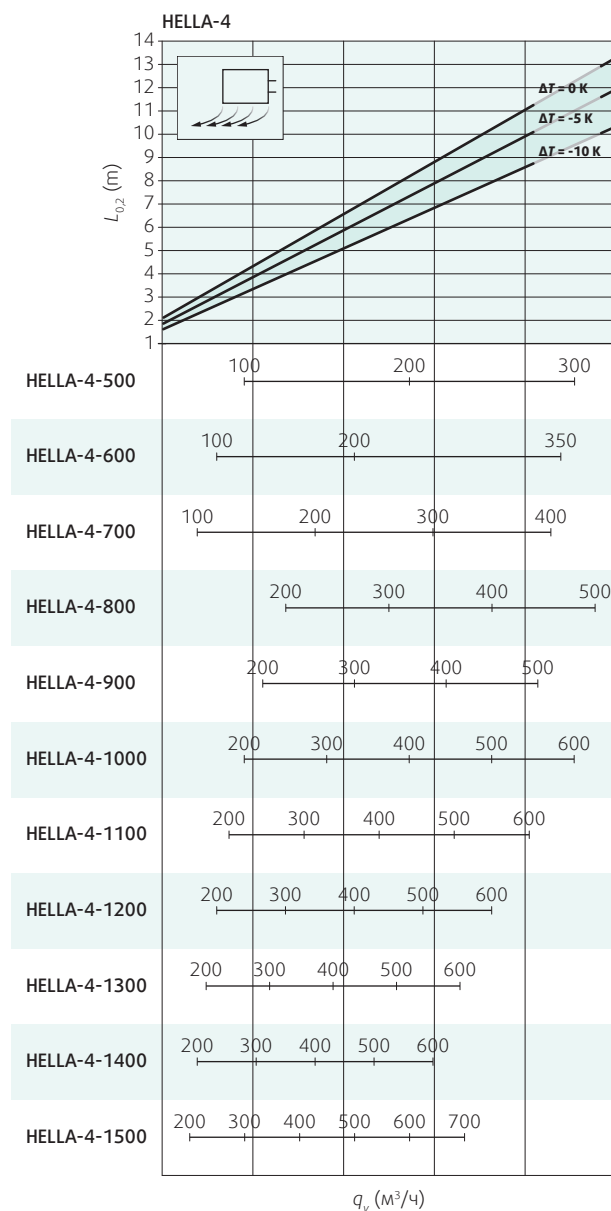 HELLA-4
14
13
12
11
10
9
8
7
6
5
4
3
2
1
L0,2 (m)
ΔT = 0 K
ΔT = -5 K
ΔT = -10 K
HELLA-4-500
100 200 300
HELLA-4-600
100 200 350
HELLA-4-700
100 200 300 400
HELLA-4-800
200 300 400 500
HELLA-4-900
200 300 400 500
HELLA-4-1000
200 300 400 500 600
HELLA-4-1100
200 300 400 500 600
HELLA-4-1200
200 300 400 500 600
HELLA-4-1300
200 300 400 500 600
HELLA-4-1400
200 300 400 500 600
HELLA-4-1500
200 300 400 500 600 700
qv (м³/ч)